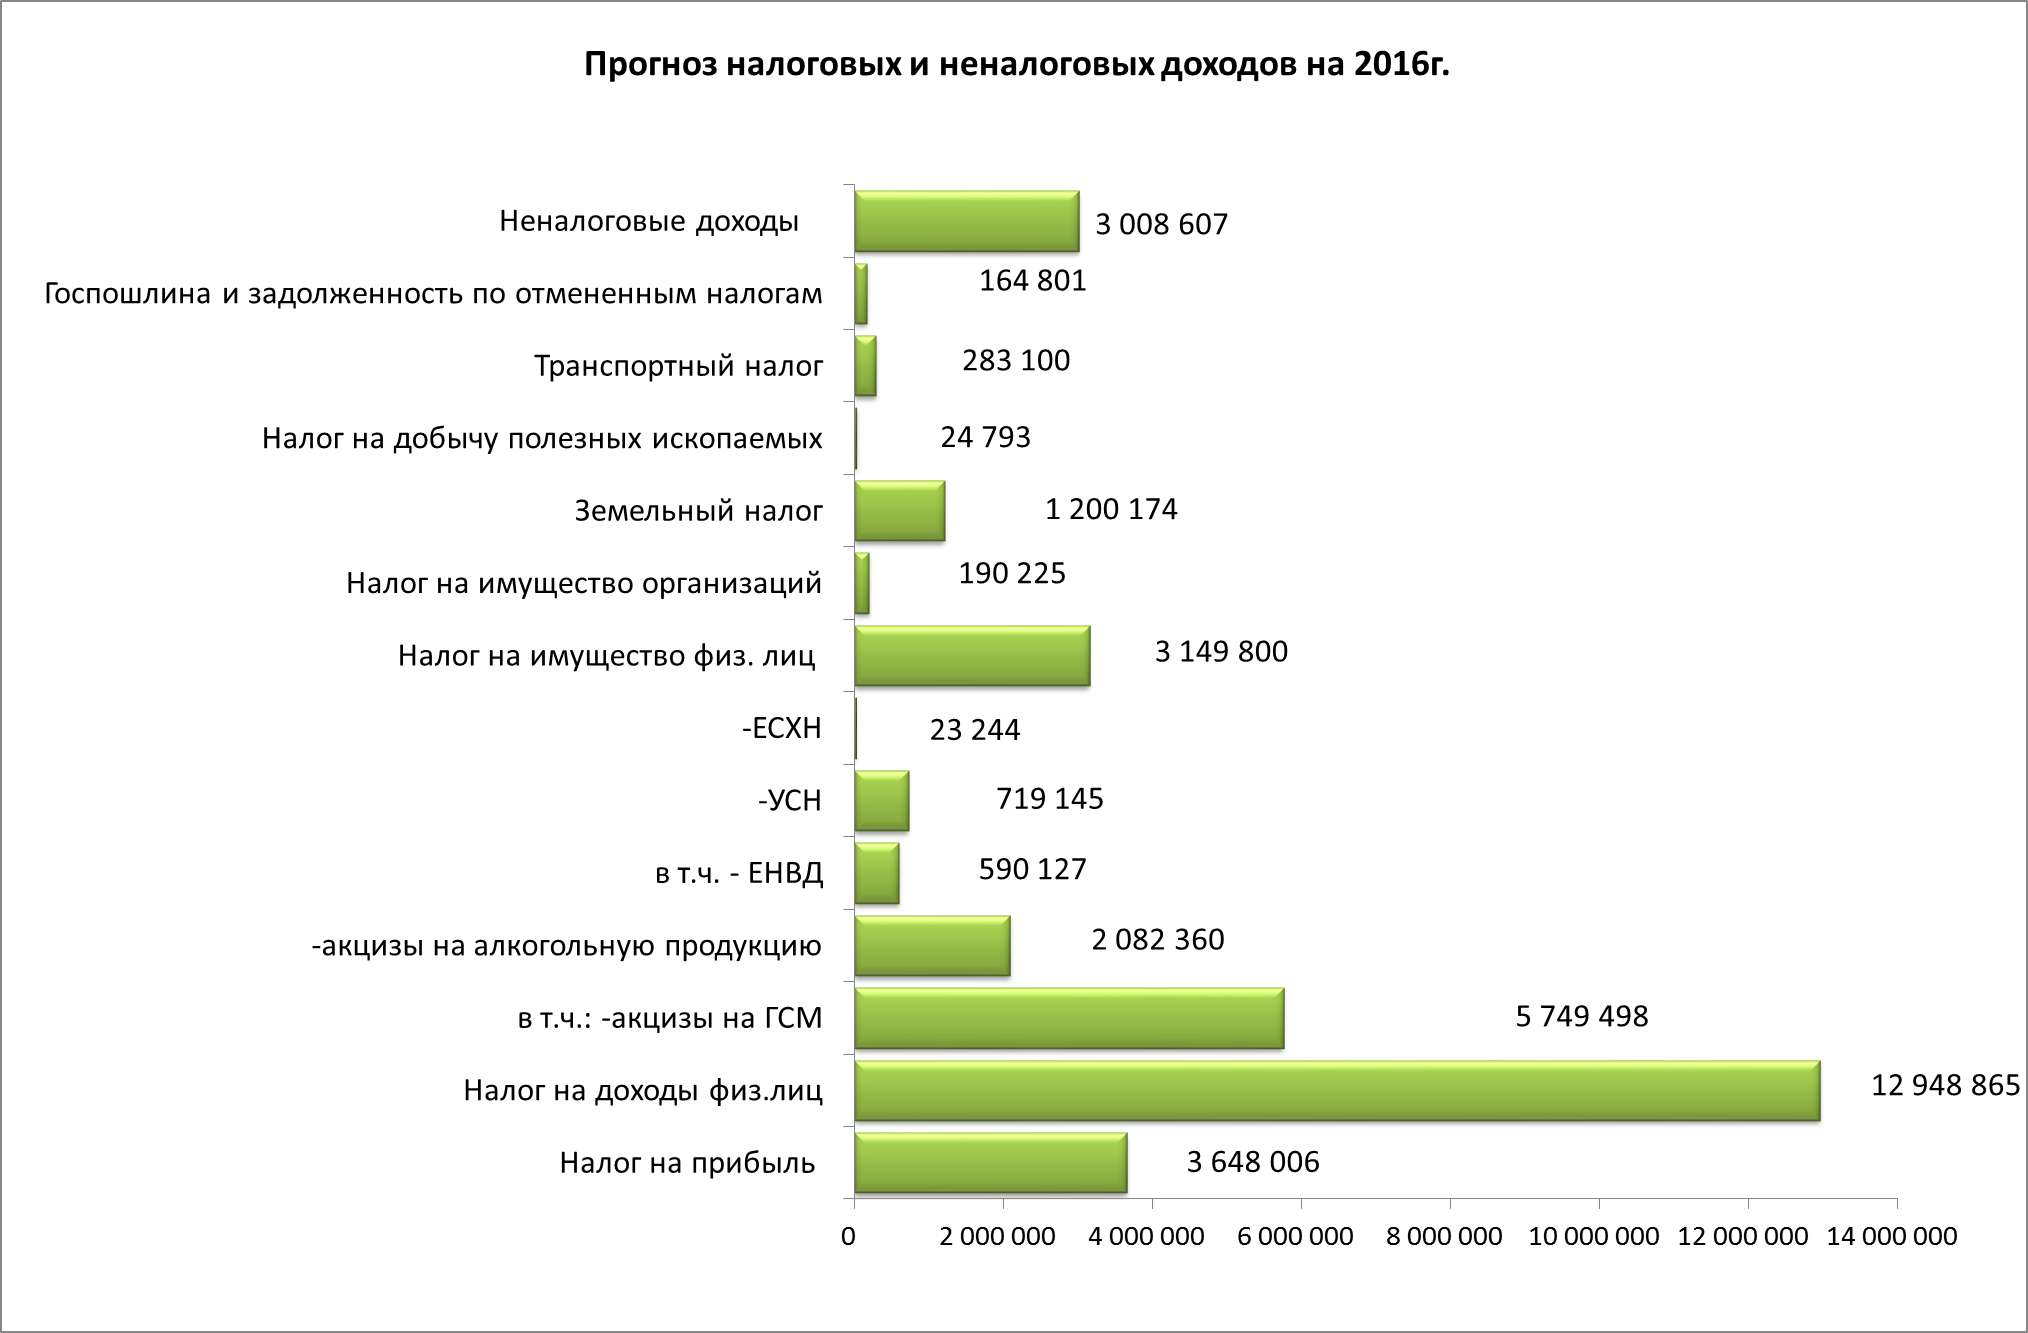 Прогноз налоговых и неналоговых доходов на 2016г.
Неналоговые доходы 3 008 607
Госпошлина и задолженность по отмененным налогам 164 801
Транспортный налог 283 100
Налог на добычу полезных ископаемых 24 793
Земельный налог 1 200 174
Налог на имущество организаций 190 225
Налог на имущество физ. лиц 3 149 800
-ЕСХН 23 244
-УСН 719 145
в т.ч. - ЕНВД 590 127
-акцизы на алкогольную продукцию 2 082 360
в т.ч.: -акцизы на ГСМ 5 749 498
Налог на доходы физ.лиц 12 948 865
Налог на прибыль 3 648 006
0 2 000 000 4 000 000 6 000 000 8 000 000 10 000 000 12 000 000 14 000 000